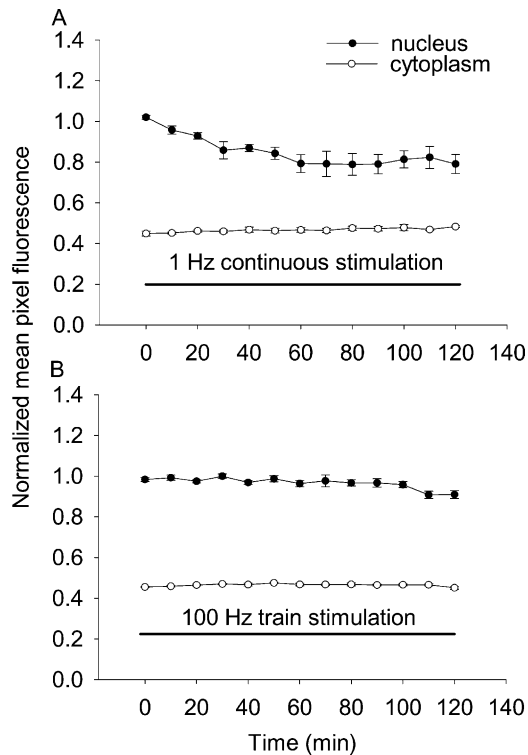 A
1.4
1.2
1.0
0.8
0.6
0.4
0.2
0.0
nucleus
cytoplasm
1 Hz continuous stimulation
0 20 40 60 80 100 120 140
Normalized mean pixel fluorescence
B
1.4
1.2
1.0
0.8
0.6
0.4
0.2
0.0
100 Hz train stimulation
0 20 40 60 80 100 120 140
Time (min)